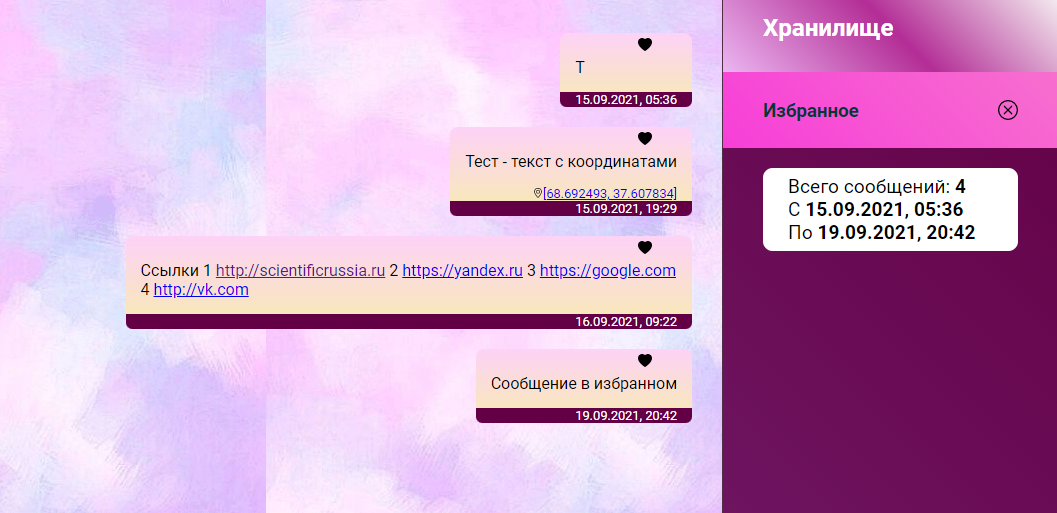 Т
15.09.2021, 05:36
Тест - текст с координатами
[68.692493, 37.607834]
15.09.2021, 19:29
Ссылки 1 http://scientificrussia.ru 2 https://yandex.ru 3 https://google.com
4 http://vk.com
16.09.2021, 09:22
Сообщение в избранном
19.09.2021, 20:42
Хранилище
Избранное
Всего сообщений: 4
С 15.09.2021, 05:36
По 19.09.2021, 20:42